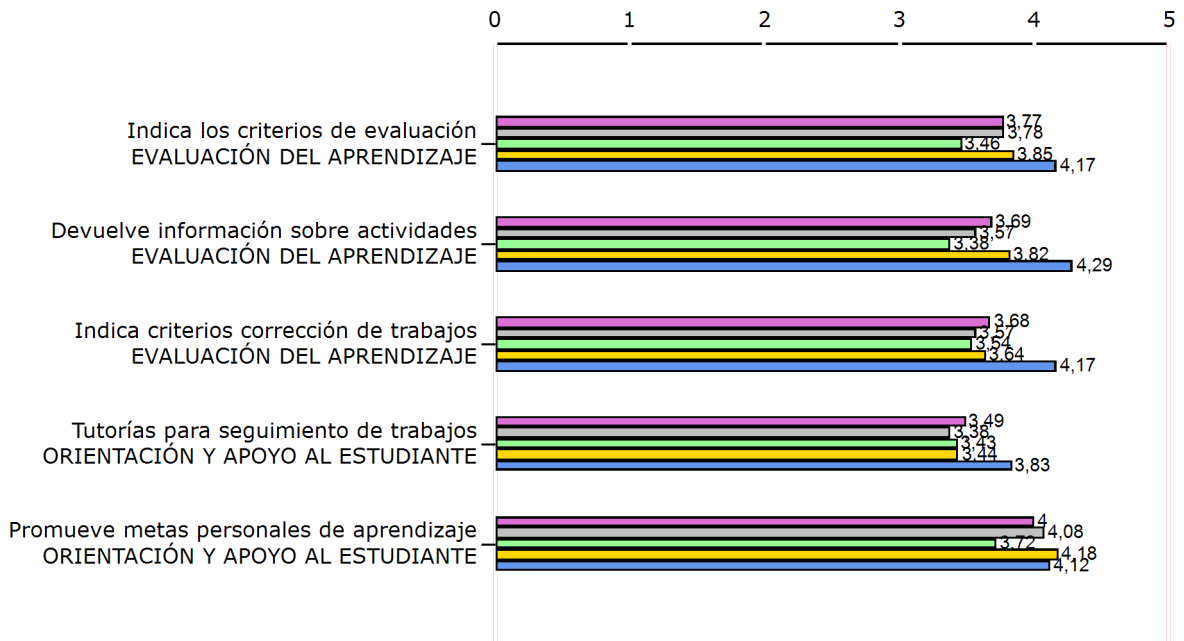 0 1 2 3 4 5
Indica los criterios de evaluación
EVALUACIÓN DEL APRENDIZAJE
3,77
3,78
3,46
3,85
4,17
Devuelve información sobre actividades
EVALUACIÓN DEL APRENDIZAJE
3,69
3,57
3,38
3,82
4,29
Indica criterios corrección de trabajos
EVALUACIÓN DEL APRENDIZAJE
3,68
3,57
3,54
3,64
4,17
Tutorías para seguimiento de trabajos
ORIENTACIÓN Y APOYO AL ESTUDIANTE
3,49
3,38
3,43
3,44
3,83
Promueve metas personales de aprendizaje
ORIENTACIÓN Y APOYO AL ESTUDIANTE
4
4,08
3,72
4,18
4,12